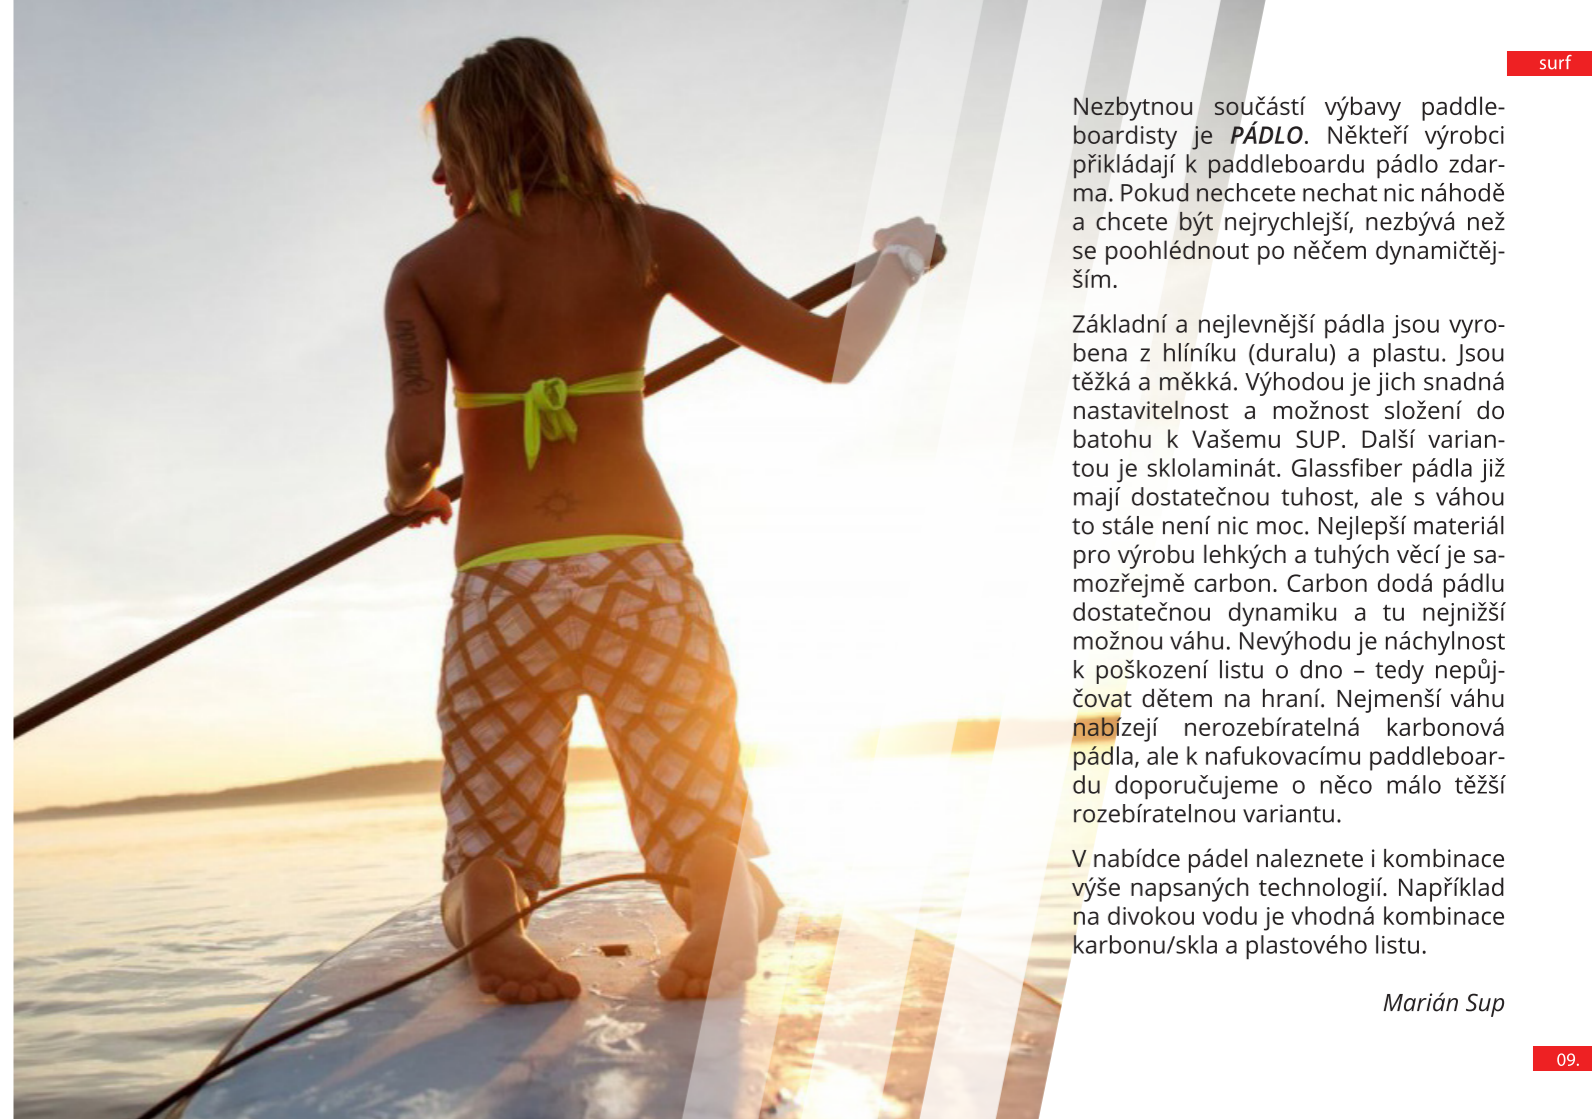 surf
Nezbytnou součástí výbavy paddle-
boardisty je PÁDLO. Někteří výrobci
přikládají k paddleboardu pádlo zdar-
ma. Pokud nechcete nechat nic náhodě
a chcete být nejrychlejší, nezbývá než
se poohlédnout po něčem dynamičtěj-
ším.
Základní a nejlevnější pádla jsou vyro-
bena z hlíníku (duralu) a plastu. Jsou
těžká a měkká. Výhodou je jich snadná
nastavitelnost a možnost složení do
batohu k Vašemu SUP. Další varian-
tou je sklolaminát. Glassfiber pádla již
mají dostatečnou tuhost, ale s váhou
to stále není nic moc. Nejlepší materiál
pro výrobu lehkých a tuhých věcí je sa-
mozřejmě carbon. Carbon dodá pádlu
dostatečnou dynamiku a tu nejnižší
možnou váhu. Nevýhodu je náchylnost
k poškození listu o dno – tedy nepůj-
čovat dětem na hraní. Nejmenší váhu
nabízejí nerozebíratelná karbonová
pádla, ale k nafukovacímu paddleboar-
du doporučujeme o něco málo těžší
rozebíratelnou variantu.
V nabídce pádel naleznete i kombinace
výše napsaných technologií. Například
na divokou vodu je vhodná kombinace
karbonu/skla a plastového listu.
Marián Sup
09.